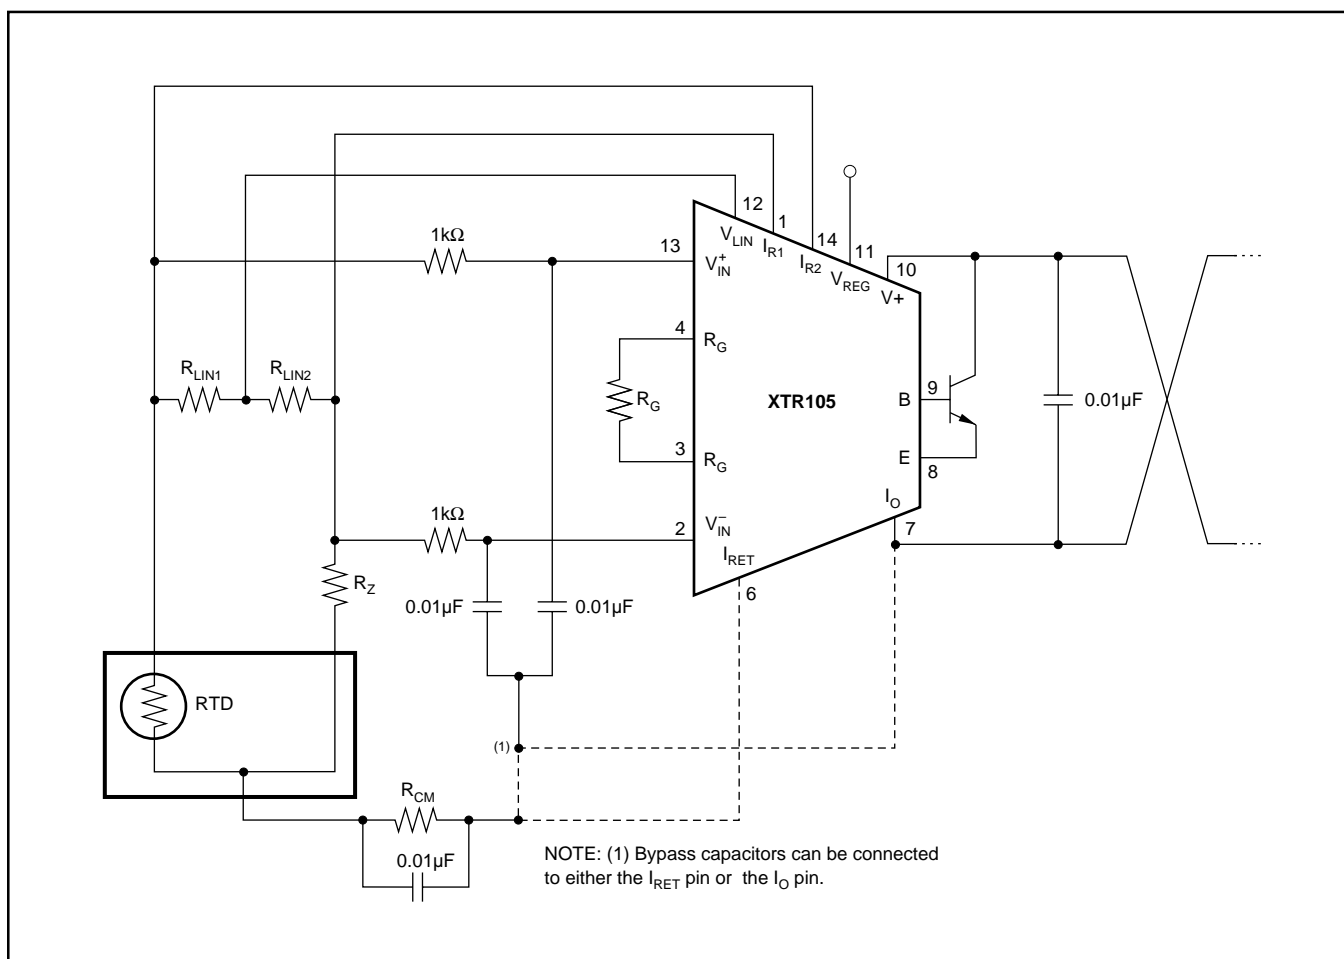 12
1
14
11
10
V_LIN
I_R1
I_R2
V_REG
V+
1kΩ
13
V⁺_IN
4
R_G
R_G
3
R_G
XTR105
9
B
E
8
0.01µF
R_LIN1
R_LIN2
1kΩ
2
V⁻_IN
I_RET
6
I_O
7
R_Z
0.01µF
0.01µF
RTD
(1)
R_CM
0.01µF
NOTE: (1) Bypass capacitors can be connected
to either the I_RET pin or the I_O pin.